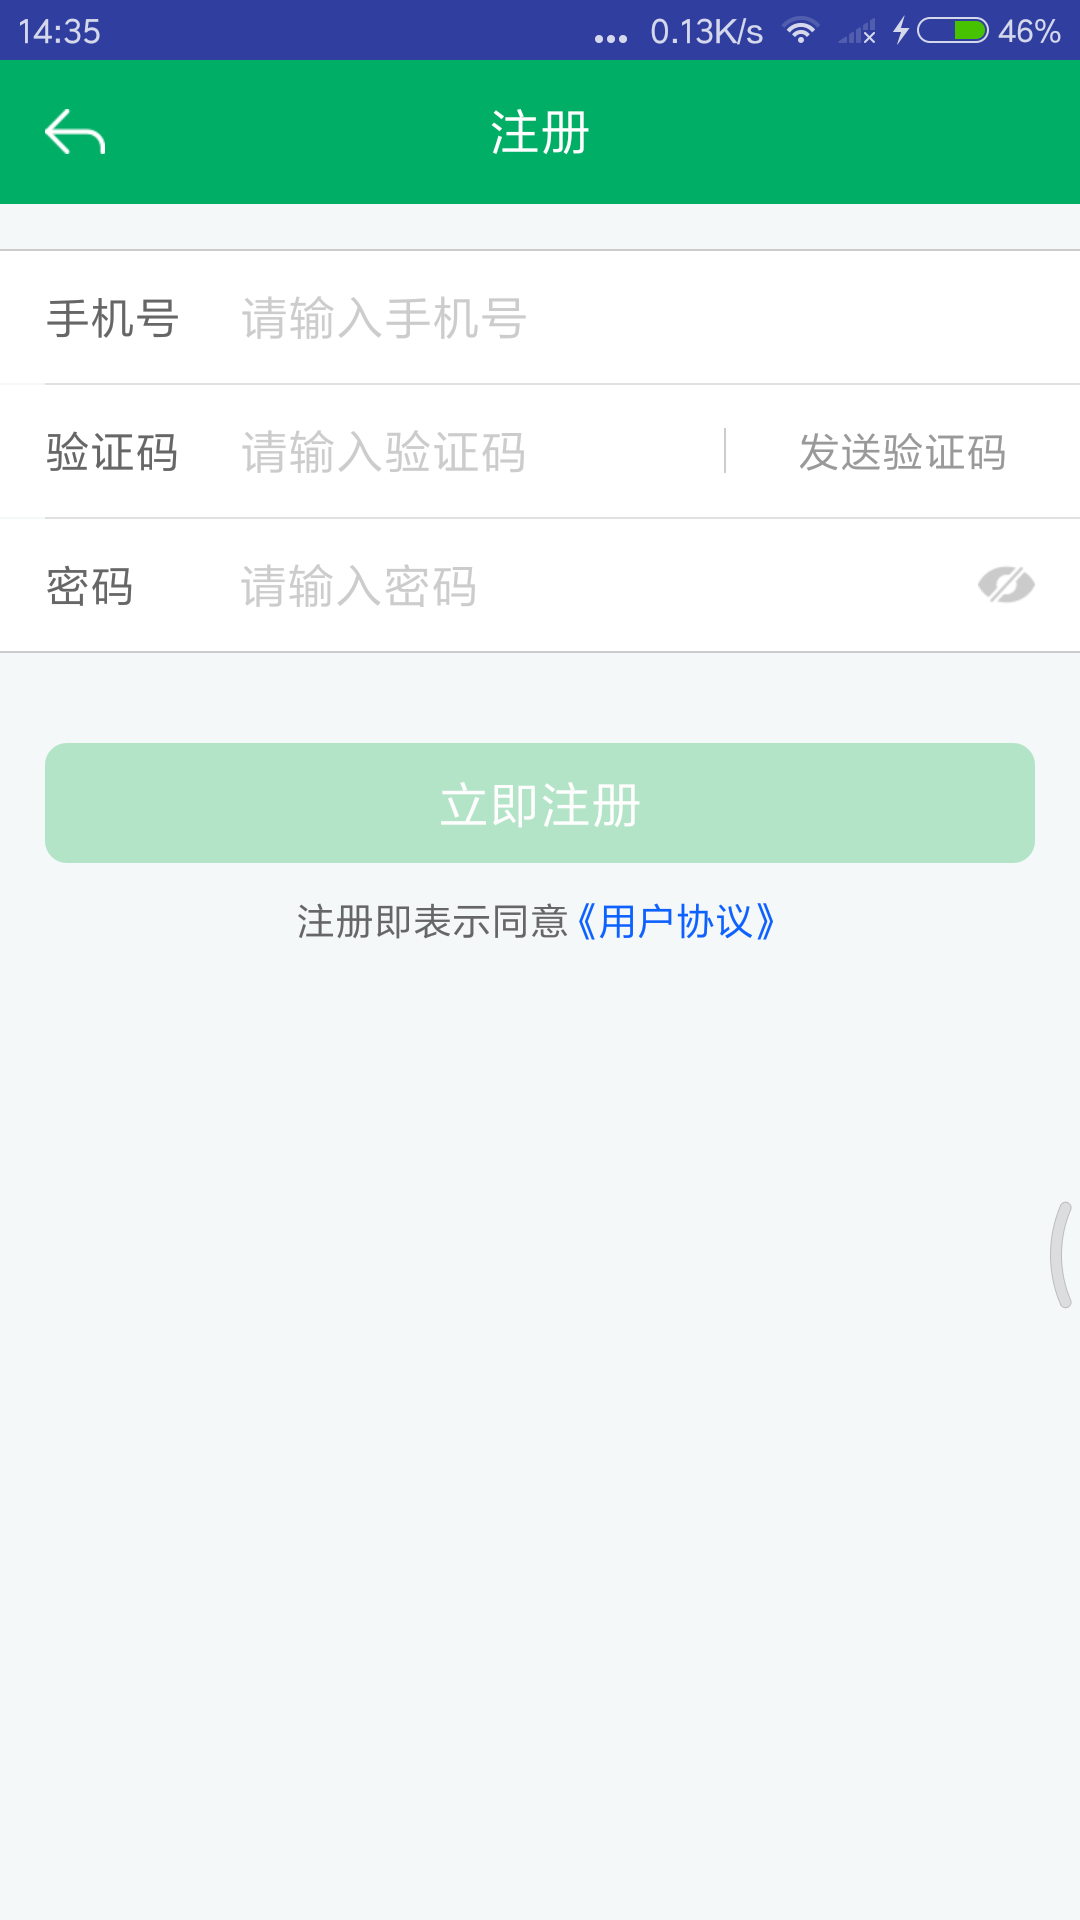 14:35 ... 0.13K/s 46%
注册
手机号 请输入手机号
验证码 请输入验证码 发送验证码
密码 请输入密码
立即注册
注册即表示同意《用户协议》